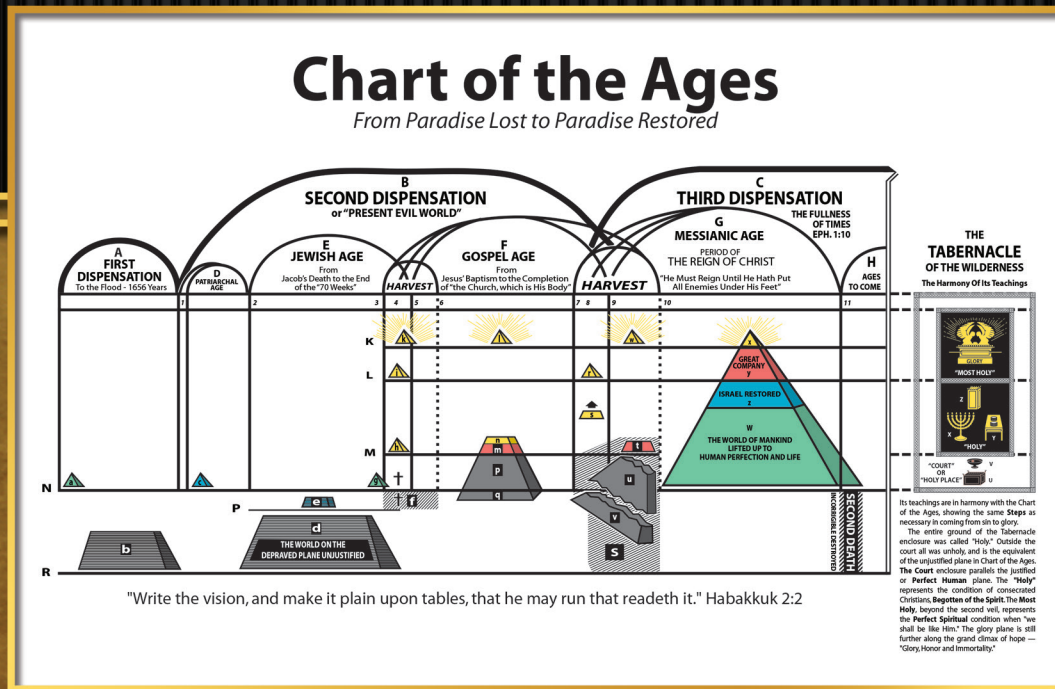 Chart of the Ages
From Paradise Lost to Paradise Restored
A
FIRST
DISPENSATION
To the Flood - 1656 Years
B
SECOND DISPENSATION
or "PRESENT EVIL WORLD"
D
PATRIARCHAL
AGE
E
JEWISH AGE
From
Jacob's Death to the End
of the "70 Weeks"
HARVEST
F
GOSPEL AGE
From
Jesus' Baptism to the Completion
of "the Church, which is His Body"
HARVEST
C
THIRD DISPENSATION
THE FULLNESS
OF TIMES
EPH. 1:10
G
MESSIANIC AGE
PERIOD OF
THE REIGN OF CHRIST
"He Must Reign Until He Hath Put
All Enemies Under His Feet"
H
AGES
TO COME
1 2 3 4 5 6 7 8 9 10 11
K
k l w x
GREAT
COMPANY
y
L
i r
ISRAEL RESTORED
z
s
W
THE WORLD OF MANKIND
LIFTED UP TO
HUMAN PERFECTION AND LIFE
M
h n
m t
N
a c g p u
q
P
e f
b d v
THE WORLD ON THE
DEPRAVED PLANE UNJUSTIFIED
S
R
INCORRIGIBLE DESTROYED
SECOND DEATH
"Write the vision, and make it plain upon tables, that he may run that readeth it." Habakkuk 2:2
THE
TABERNACLE
OF THE WILDERNESS
The Harmony Of Its Teachings
GLORY
"MOST HOLY"
Z
X Y
"HOLY"
"COURT"
OR
"HOLY PLACE"
V
U
Its teachings are in harmony with the Chart
of the Ages, showing the same Steps as
necessary in coming from sin to glory.
The entire ground of the Tabernacle
enclosure was called "Holy." Outside the
court all was unholy, and is the equivalent
of the unjustified plane in Chart of the Ages.
The Court enclosure parallels the justified
or Perfect Human plane. The "Holy"
represents the condition of consecrated
Christians, Begotten of the Spirit. The Most
Holy, beyond the second veil, represents
the Perfect Spiritual condition when "we
shall be like Him." The glory plane is still
further along the grand climax of hope —
"Glory, Honor and Immortality."